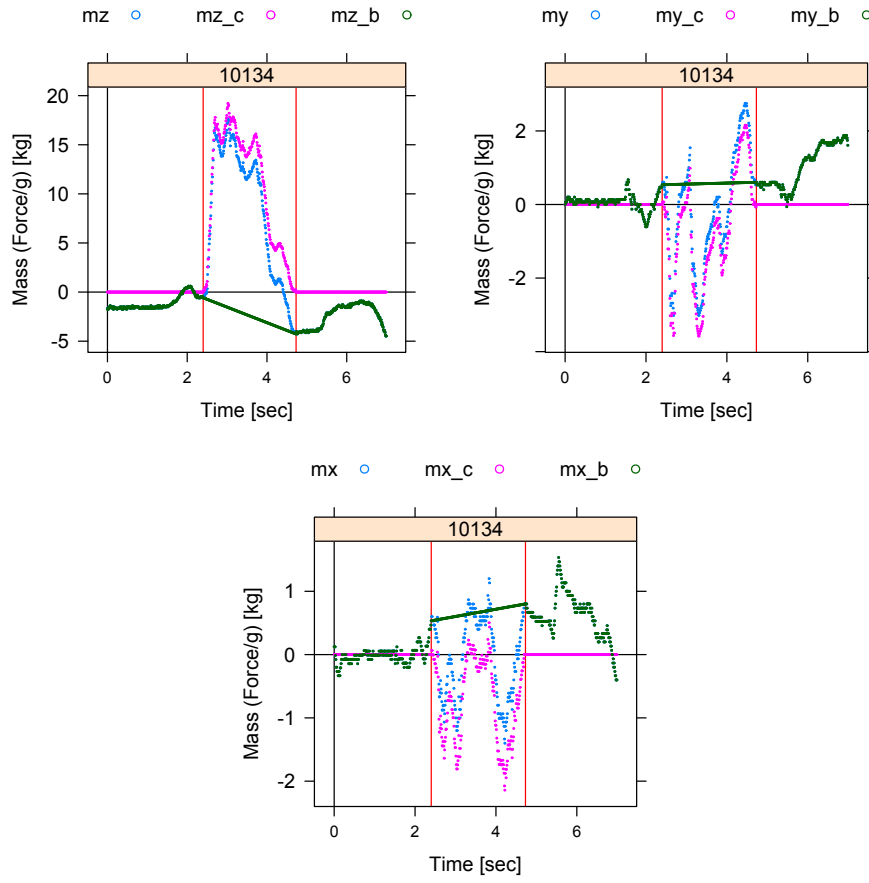 mz mz_c mz_b
10134
20
15
10
5
0
-5
Mass (Force/g) [kg]
0 2 4 6
Time [sec]
my my_c my_b
10134
2
0
-2
Mass (Force/g) [kg]
0 2 4 6
Time [sec]
mx mx_c mx_b
10134
1
0
-1
-2
Mass (Force/g) [kg]
0 2 4 6
Time [sec]